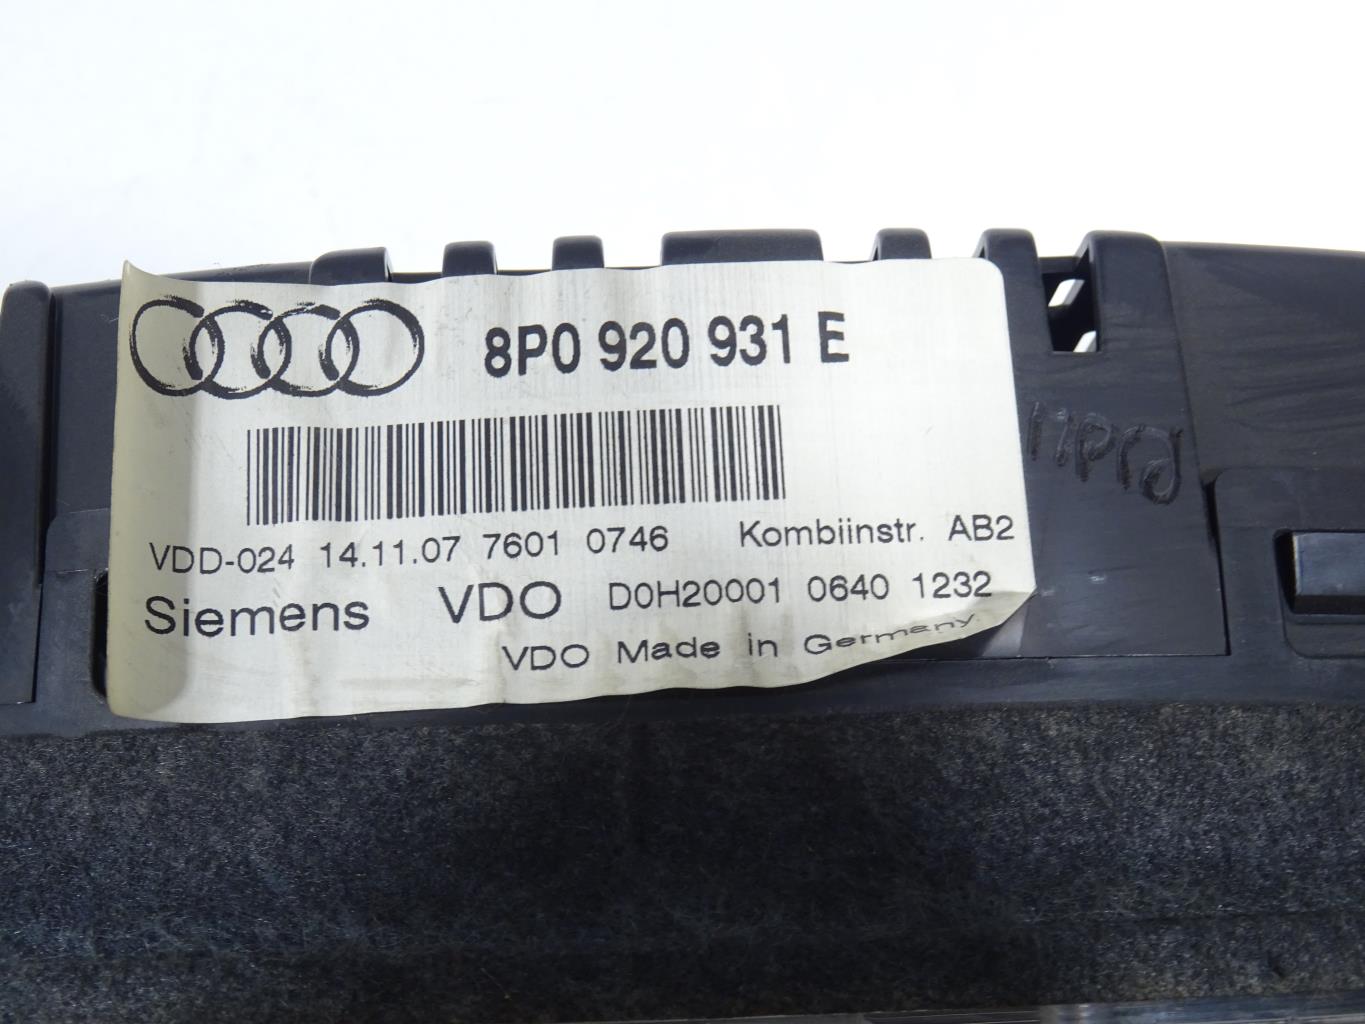 8P0 920 931 E
VDD-024 14.11.07 7601 0746 Kombiinstr. AB2
Siemens VDO D0H20001 0640 1232
VDO Made in Germany